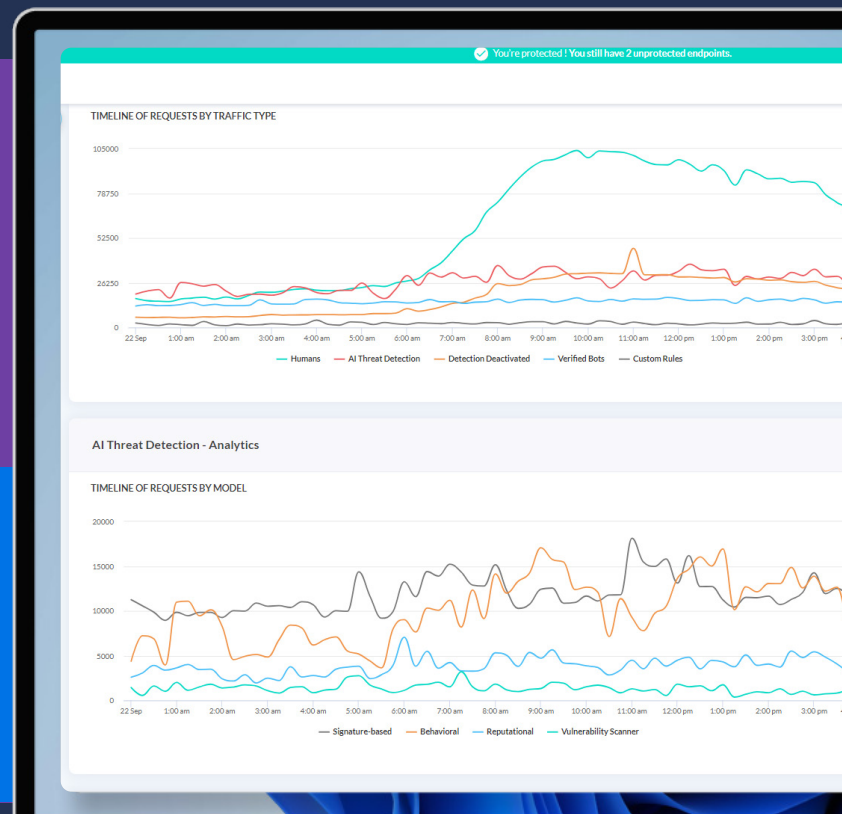 You're protected ! You still have 2 unprotected endpoints.
TIMELINE OF REQUESTS BY TRAFFIC TYPE
105000
78750
52500
26250
0
22 Sep 1:00 am 2:00 am 3:00 am 4:00 am 5:00 am 6:00 am 7:00 am 8:00 am 9:00 am 10:00 am 11:00 am 12:00 pm 1:00 pm 2:00 pm 3:00 pm
Humans AI Threat Detection Detection Deactivated Verified Bots Custom Rules
AI Threat Detection - Analytics
TIMELINE OF REQUESTS BY MODEL
20000
15000
10000
5000
0
22 Sep 1:00 am 2:00 am 3:00 am 4:00 am 5:00 am 6:00 am 7:00 am 8:00 am 9:00 am 10:00 am 11:00 am 12:00 pm 1:00 pm 2:00 pm 3:00 pm
Signature-based Behavioral Reputational Vulnerability Scanner